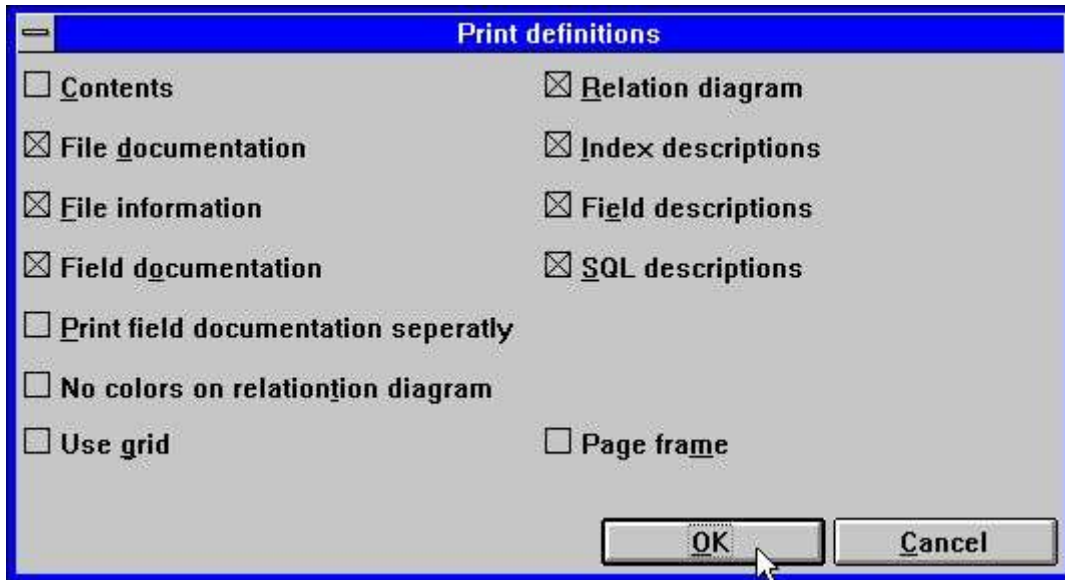 Print definitions
Contents
Relation diagram
File documentation
Index descriptions
File information
Field descriptions
Field documentation
SQL descriptions
Print field documentation seperatly
No colors on relationtion diagram
Use grid
Page frame
OK
Cancel